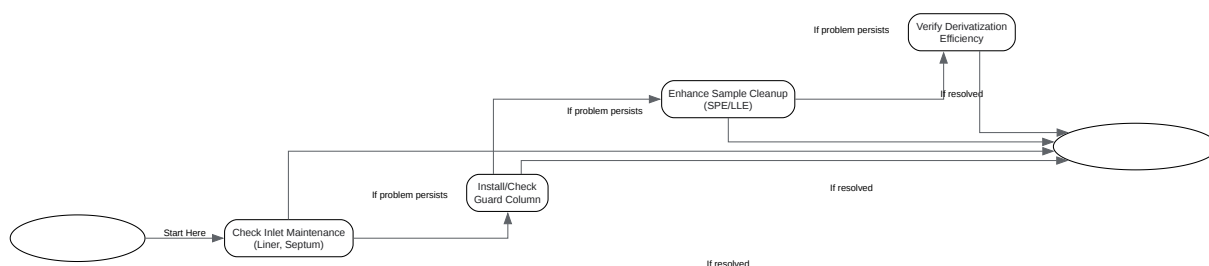 If problem persists
Verify Derivatization
Efficiency
Enhance Sample Cleanup
(SPE/LLE)
If resolved
If problem persists
If problem persists
Install/Check
Guard Column
If resolved
Start Here
Check Inlet Maintenance
(Liner, Septum)
If resolved